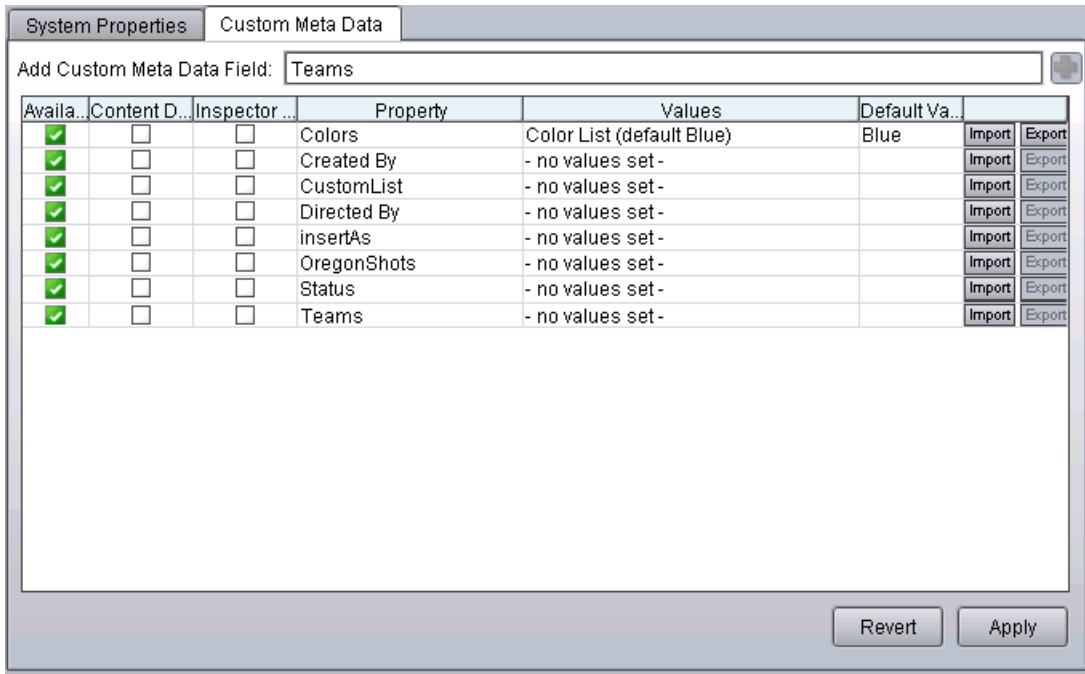 System Properties Custom Meta Data
Add Custom Meta Data Field: Teams
Availa... Content D... Inspector ... Property Values Default Va...
Colors Color List (default Blue) Blue Import Export
Created By - no values set - Import Export
CustomList - no values set - Import Export
Directed By - no values set - Import Export
insertAs - no values set - Import Export
OregonShots - no values set - Import Export
Status - no values set - Import Export
Teams - no values set - Import Export
Revert Apply